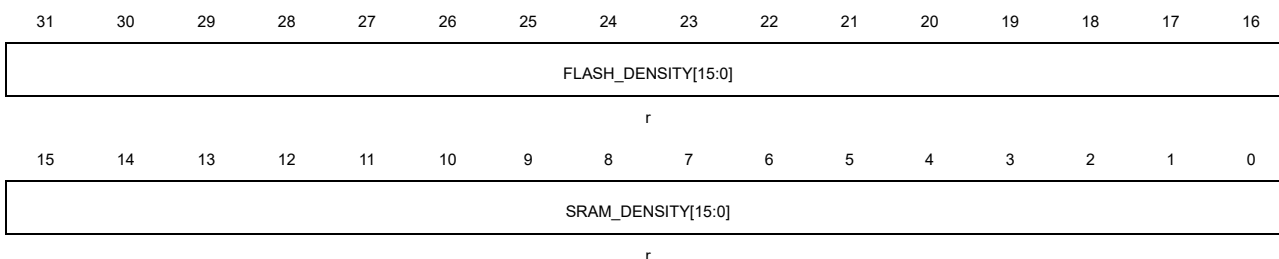 31 30 29 28 27 26 25 24 23 22 21 20 19 18 17 16
FLASH_DENSITY[15:0]
r
15 14 13 12 11 10 9 8 7 6 5 4 3 2 1 0
SRAM_DENSITY[15:0]
r